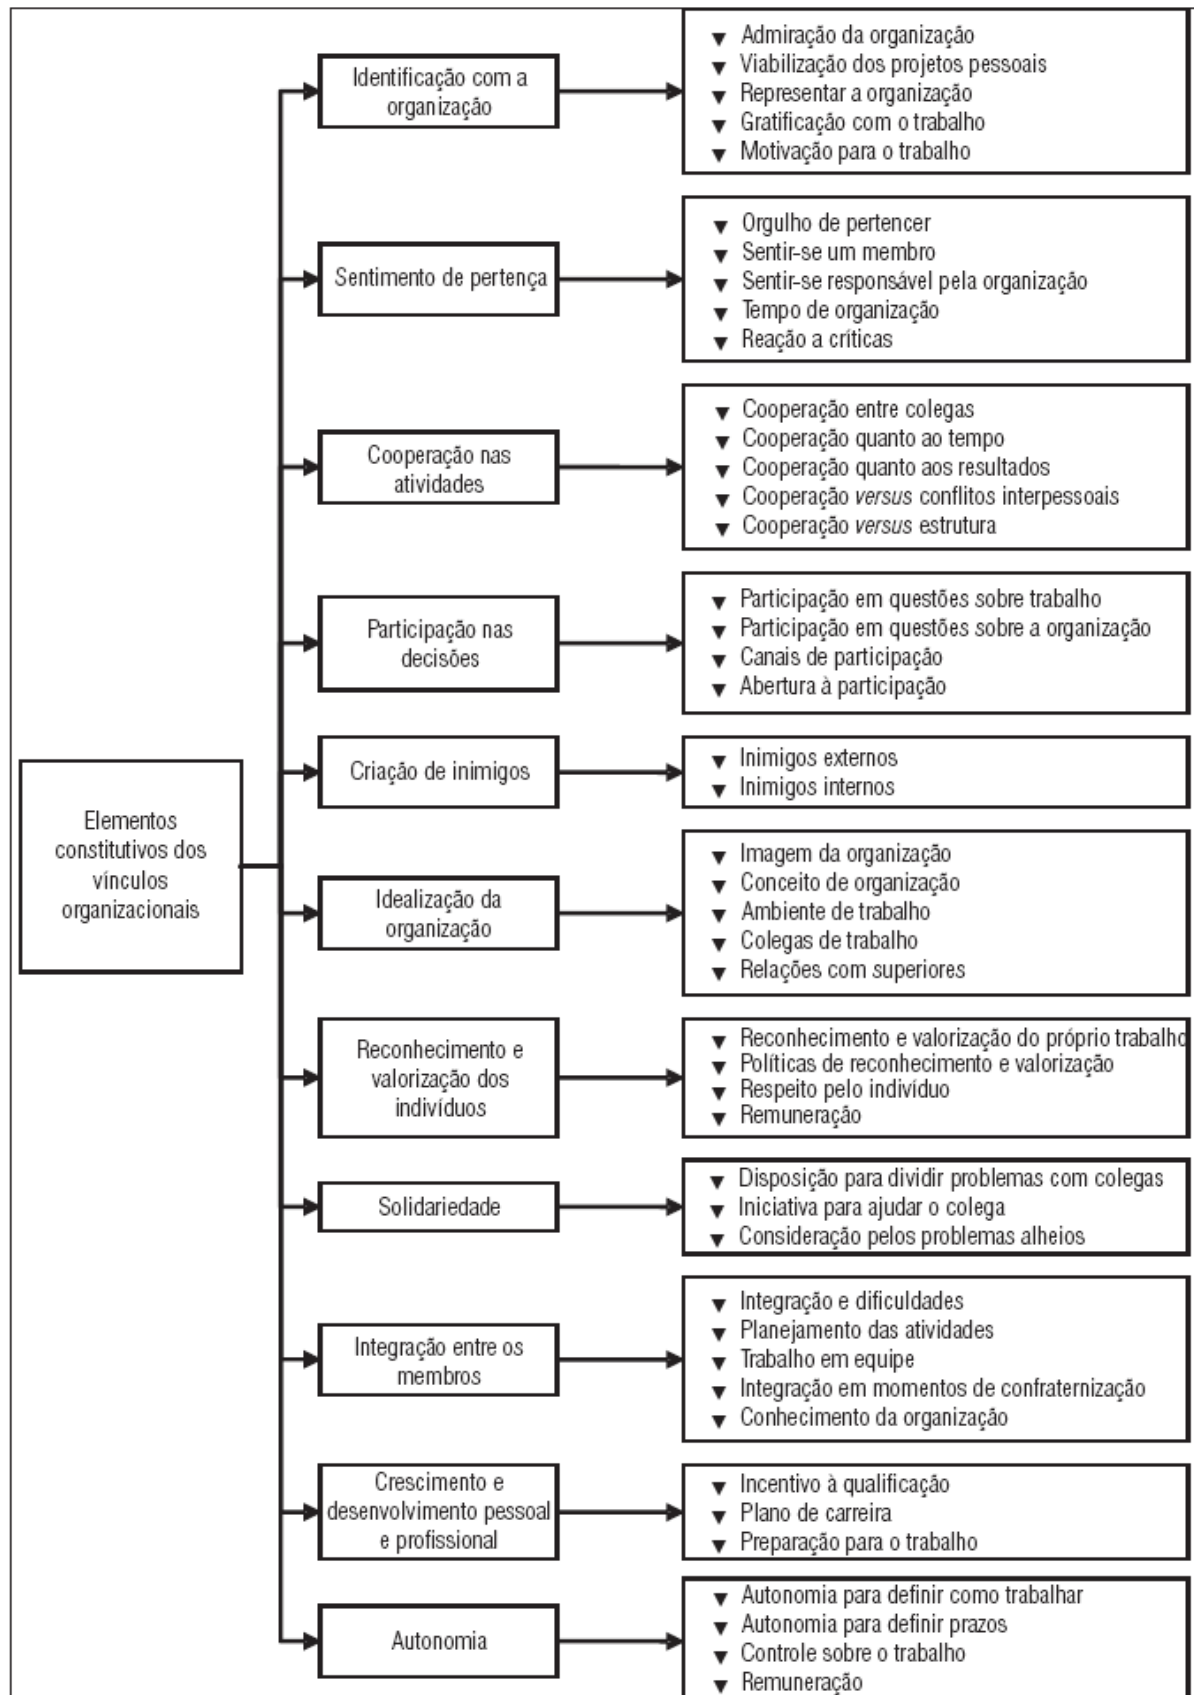 Elementos
constitutivos dos
vínculos
organizacionais
Identificação com a
organização
Admiração da organização
Viabilização dos projetos pessoais
Representar a organização
Gratificação com o trabalho
Motivação para o trabalho
Sentimento de pertença
Orgulho de pertencer
Sentir-se um membro
Sentir-se responsável pela organização
Tempo de organização
Reação a críticas
Cooperação nas
atividades
Cooperação entre colegas
Cooperação quanto ao tempo
Cooperação quanto aos resultados
Cooperação versus conflitos interpessoais
Cooperação versus estrutura
Participação nas
decisões
Participação em questões sobre trabalho
Participação em questões sobre a organização
Canais de participação
Abertura à participação
Criação de inimigos
Inimigos externos
Inimigos internos
Idealização da
organização
Imagem da organização
Conceito de organização
Ambiente de trabalho
Colegas de trabalho
Relações com superiores
Reconhecimento e
valorização dos
indivíduos
Reconhecimento e valorização do próprio trabalho
Políticas de reconhecimento e valorização
Respeito pelo indivíduo
Remuneração
Solidariedade
Disposição para dividir problemas com colegas
Iniciativa para ajudar o colega
Consideração pelos problemas alheios
Integração entre os
membros
Integração e dificuldades
Planejamento das atividades
Trabalho em equipe
Integração em momentos de confraternização
Conhecimento da organização
Crescimento e
desenvolvimento pessoal
e profissional
Incentivo à qualificação
Plano de carreira
Preparação para o trabalho
Autonomia
Autonomia para definir como trabalhar
Autonomia para definir prazos
Controle sobre o trabalho
Remuneração